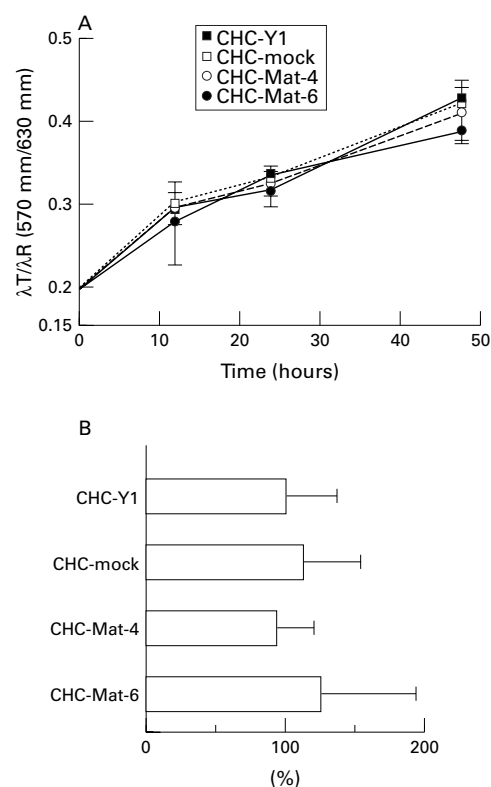 A
0.5
0.4
0.3
0.2
0.15
λT/λR (570 mm/630 mm)
CHC-Y1
CHC-mock
CHC-Mat-4
CHC-Mat-6
0 10 20 30 40 50
Time (hours)
B
CHC-Y1
CHC-mock
CHC-Mat-4
CHC-Mat-6
0 100 200
(%)